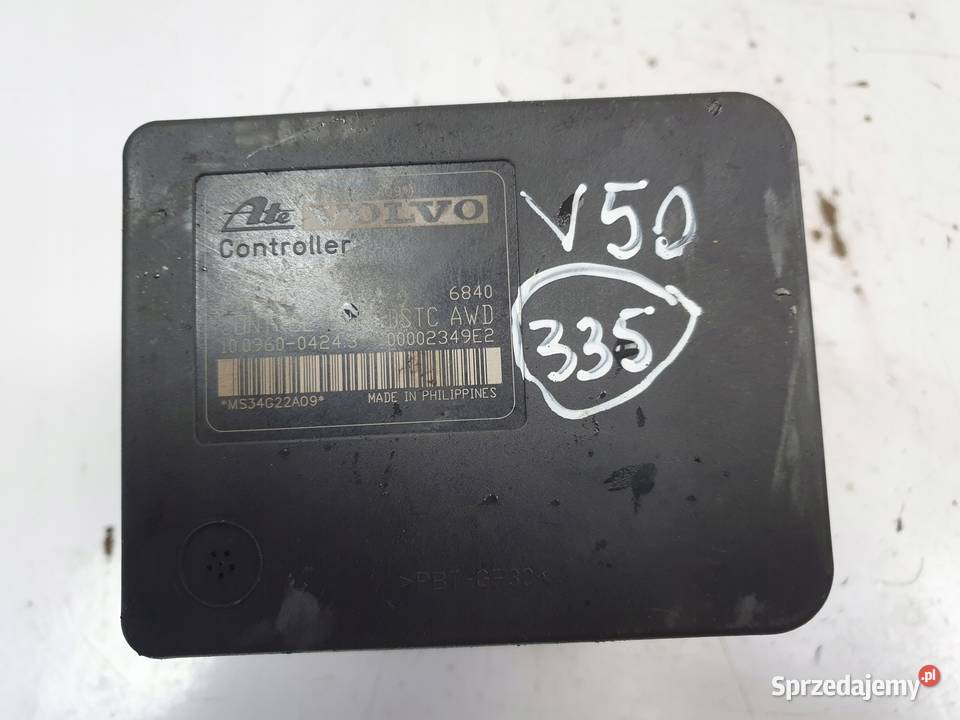 Ate VOLVO
Controller
6840
DSTC AWD
10.0960-0424.3 00002349E2
*MS34G22A09* MADE IN PHILIPPINES
V50
335
>PBT-GF30<
Sprzedajemy.pl